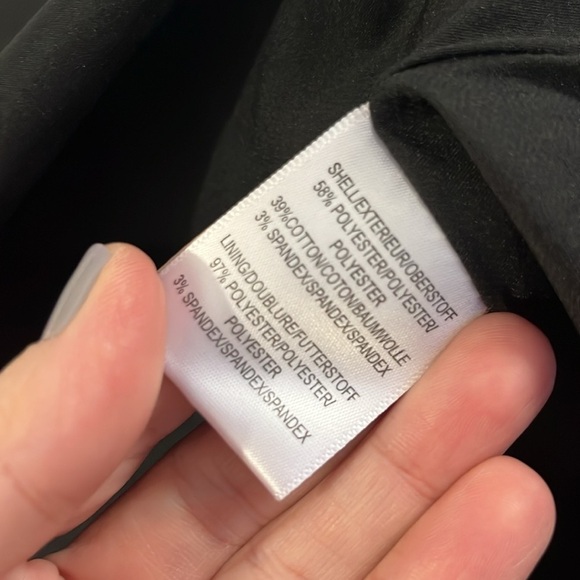 SHELL/EXTERIEUR/OBERSTOFF
58% POLYESTER/POLYESTER/
POLYESTER
39%COTTON/COTON/BAUMWOLLE
3% SPANDEX/SPANDEX/SPANDEX
LINING/DOUBLURE/FUTTERSTOFF
97% POLYESTER/POLYESTER/
POLYESTER
3% SPANDEX/SPANDEX/SPANDEX